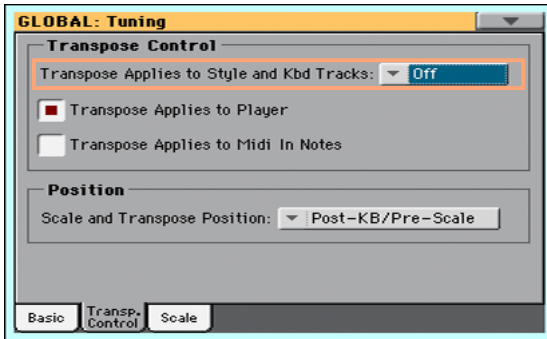 GLOBAL: Tuning
Transpose Control
Transpose Applies to Style and Kbd Tracks: Off
Transpose Applies to Player
Transpose Applies to Midi In Notes
Position
Scale and Transpose Position: Post-KB/Pre-Scale
Basic Transp. Control Scale